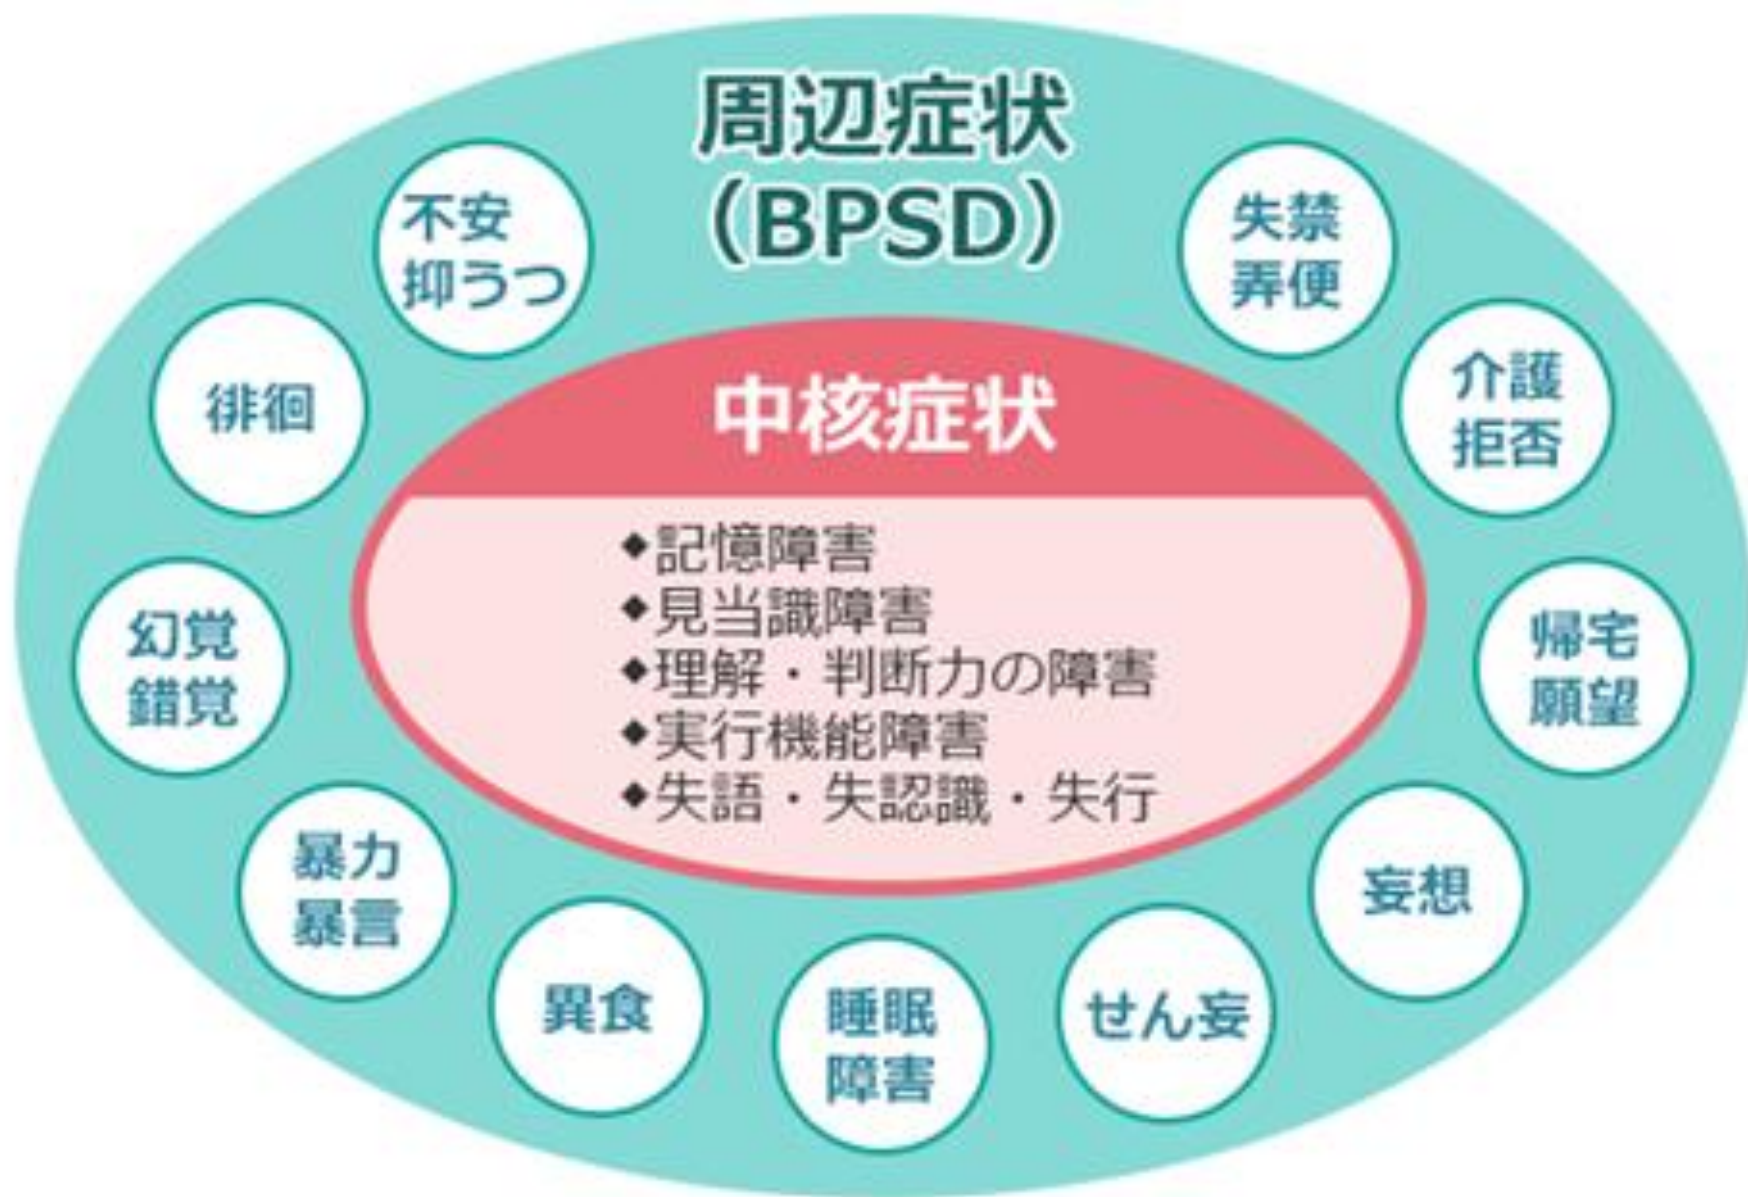 周辺症状
（BPSD）
不安
抑うつ
失禁
弄便
徘徊
介護
拒否
中核症状
◆記憶障害
◆見当識障害
◆理解・判断力の障害
◆実行機能障害
◆失語・失認識・失行
幻覚
錯覚
帰宅
願望
暴力
暴言
妄想
異食
睡眠
障害
せん妄